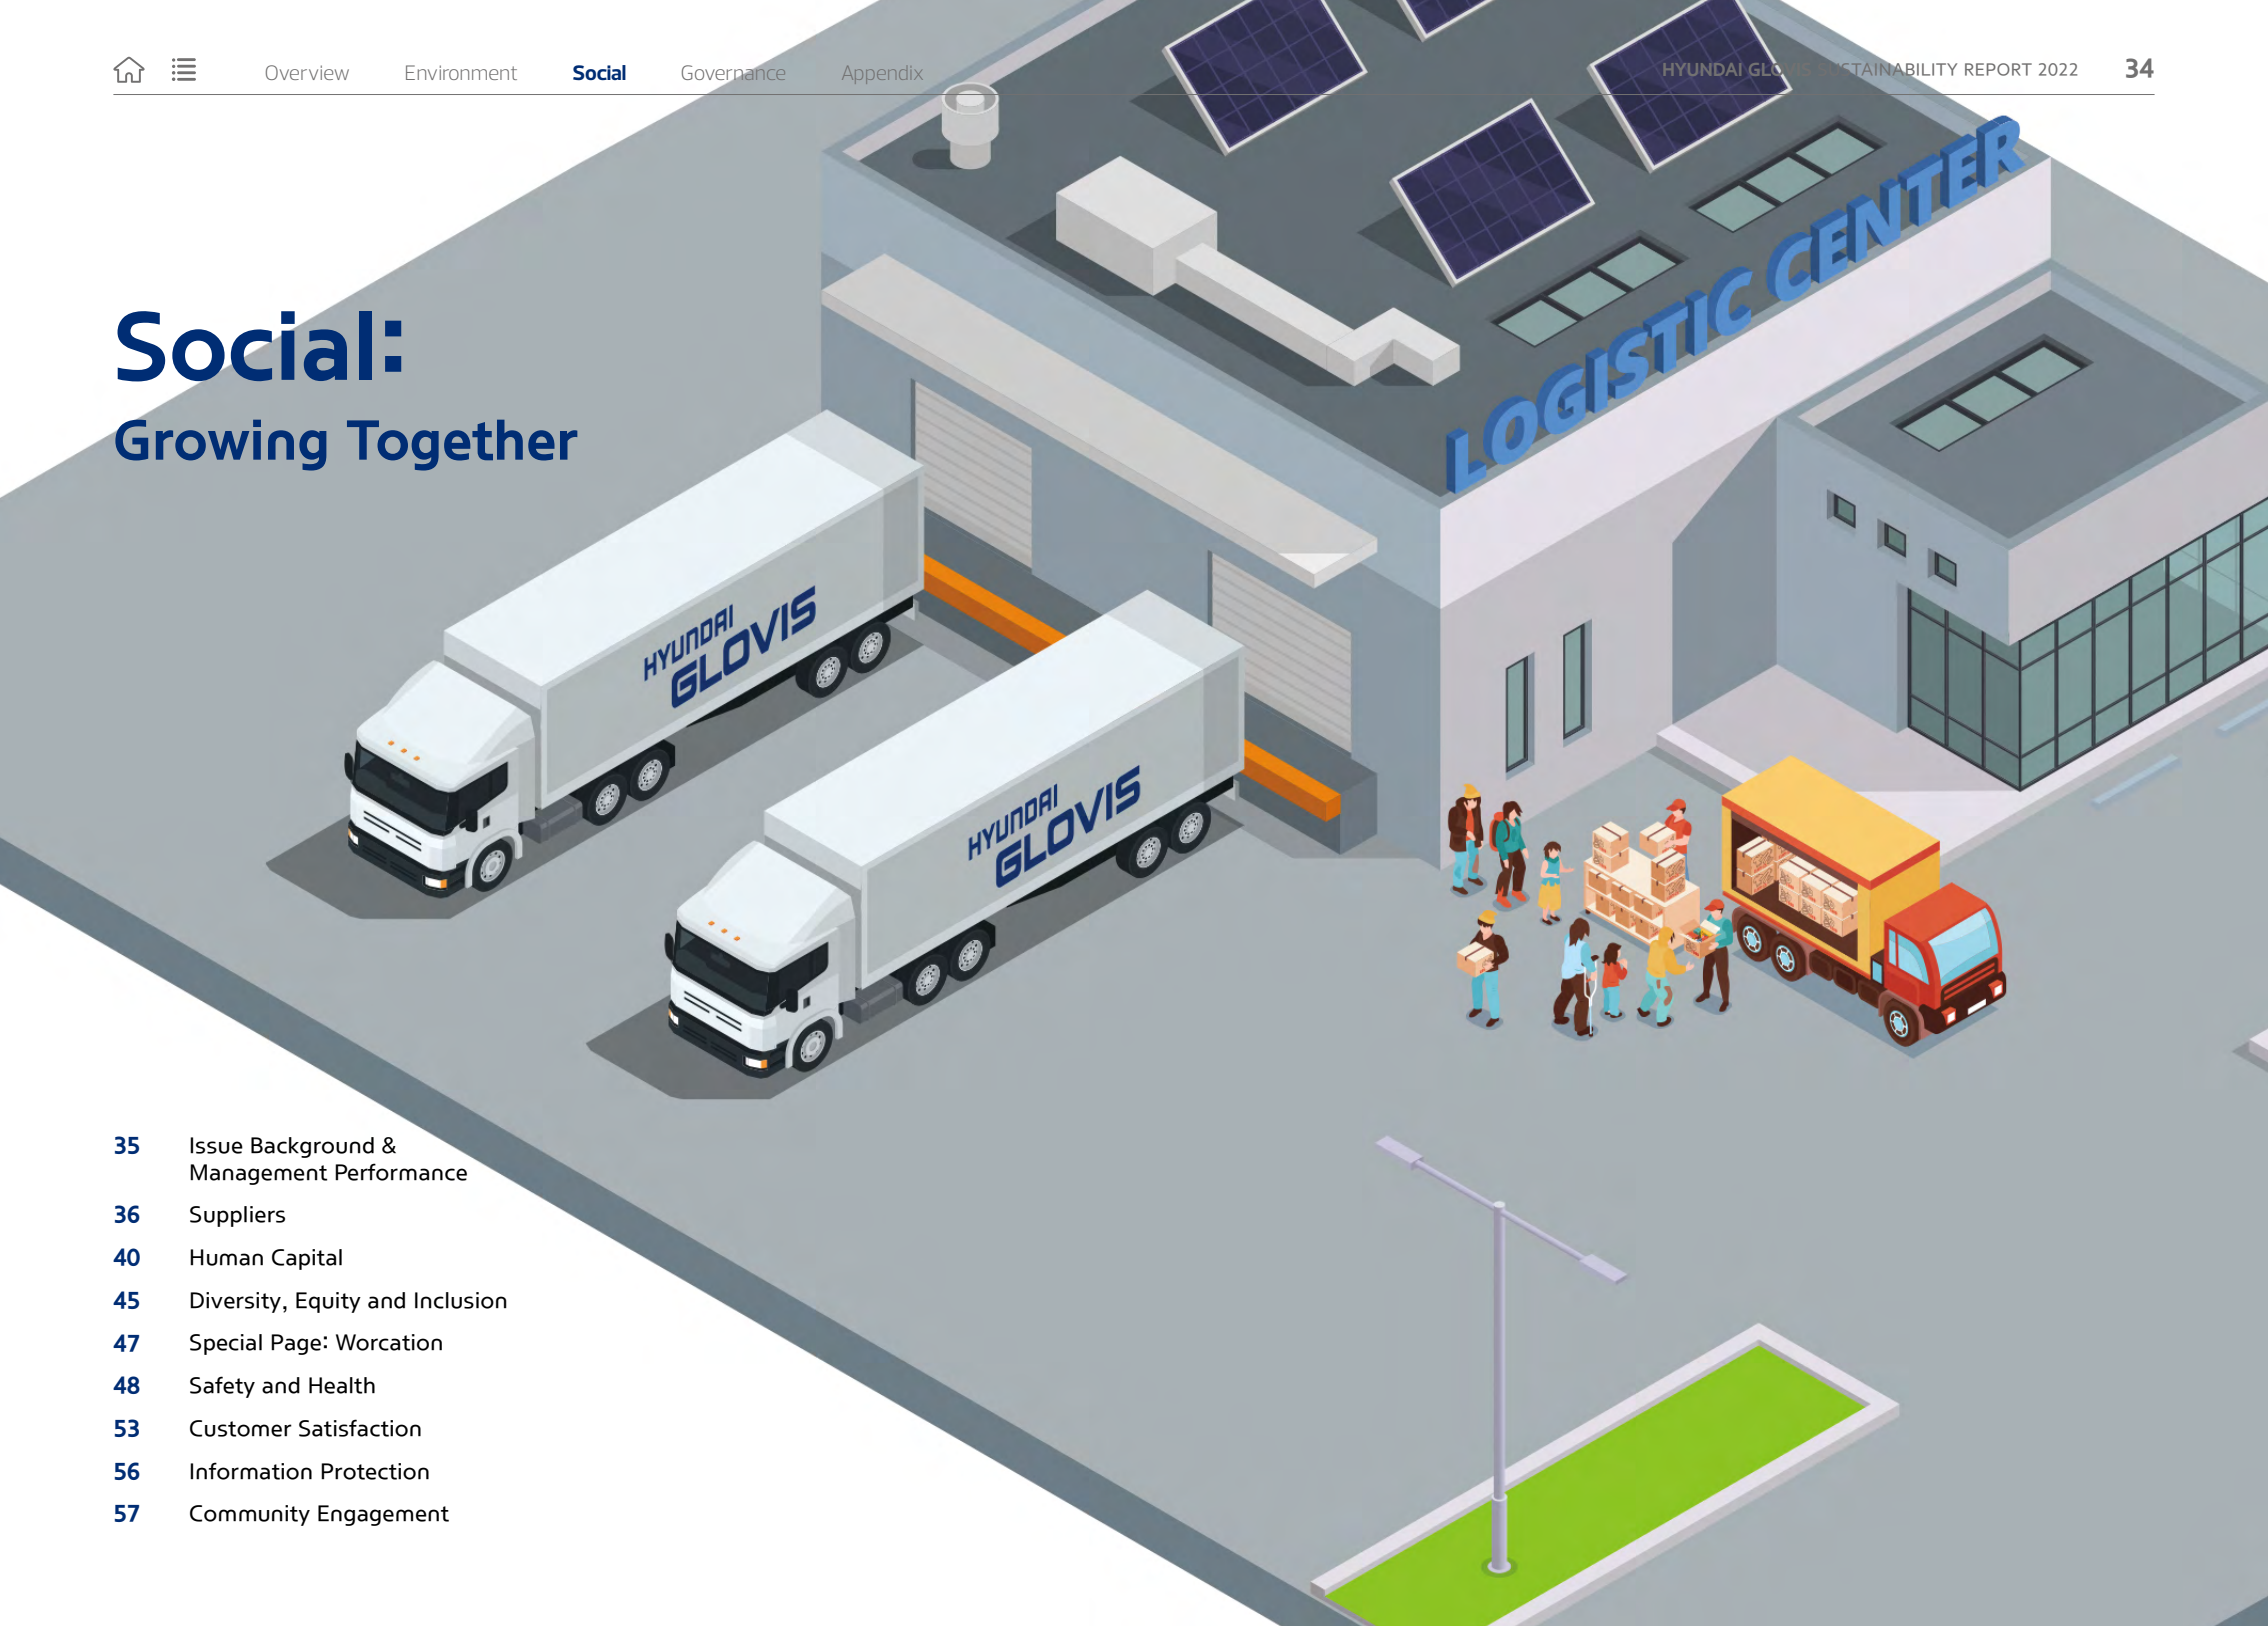 Overview Environment Social Governance Appendix
HYUNDAI GLOVIS SUSTAINABILITY REPORT 2022 34
LOGISTIC CENTER
Social:
Growing Together
HYUNDAI
GLOVIS
HYUNDAI
GLOVIS
35 Issue Background &
Management Performance
36 Suppliers
40 Human Capital
45 Diversity, Equity and Inclusion
47 Special Page: Worcation
48 Safety and Health
53 Customer Satisfaction
56 Information Protection
57 Community Engagement